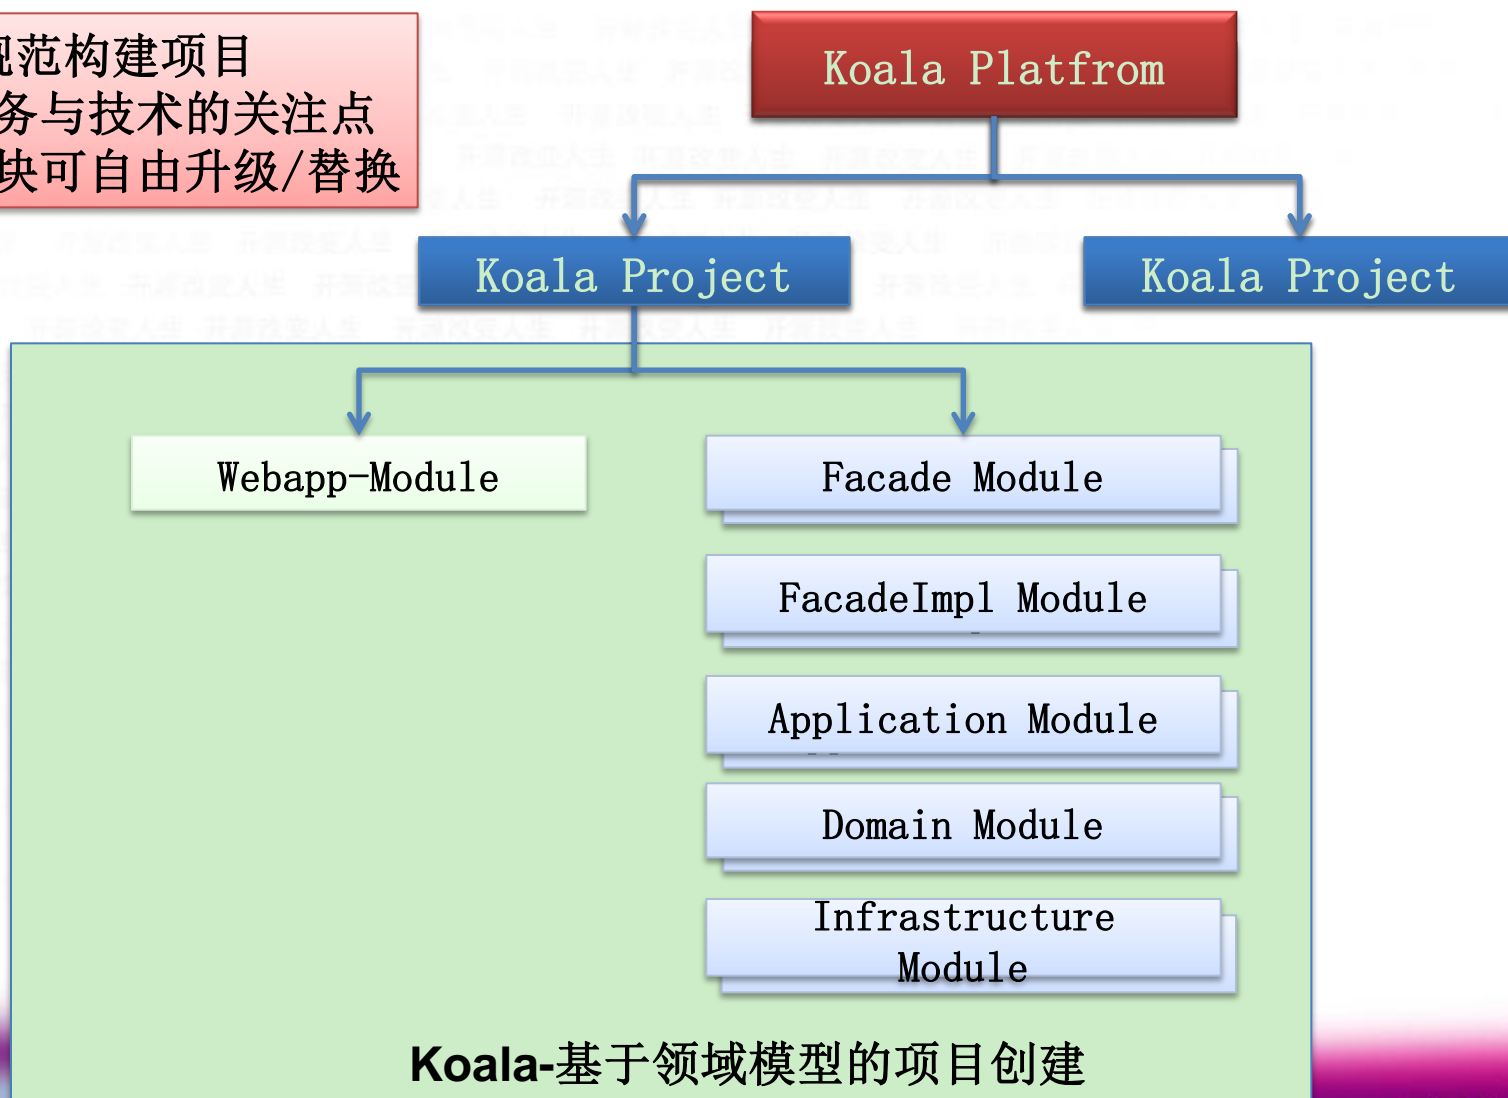 规范构建项目
务与技术的关注点
块可自由升级/替换
Koala Platfrom
Koala Project
Koala Project
Webapp-Module
Facade Module
FacadeImpl Module
Application Module
Domain Module
Infrastructure
Module
Koala-基于领域模型的项目创建